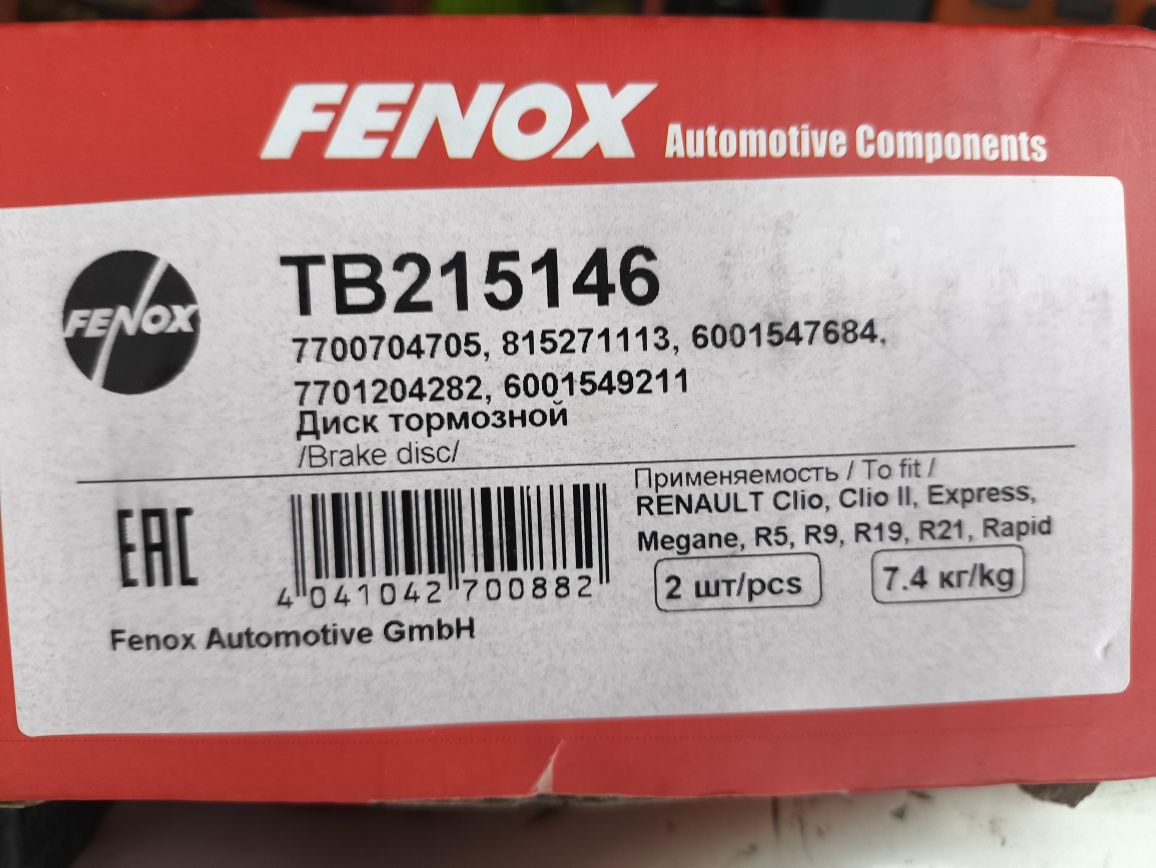 FENOX Automotive Components
FENOX
TB215146
7700704705, 815271113, 6001547684,
7701204282, 6001549211
Диск тормозной
/Brake disc/
Применяемость / To fit /
RENAULT Clio, Clio II, Express,
Megane, R5, R9, R19, R21, Rapid
2 шт/pcs
7.4 кг/kg
EAC
4 041042 700882
Fenox Automotive GmbH